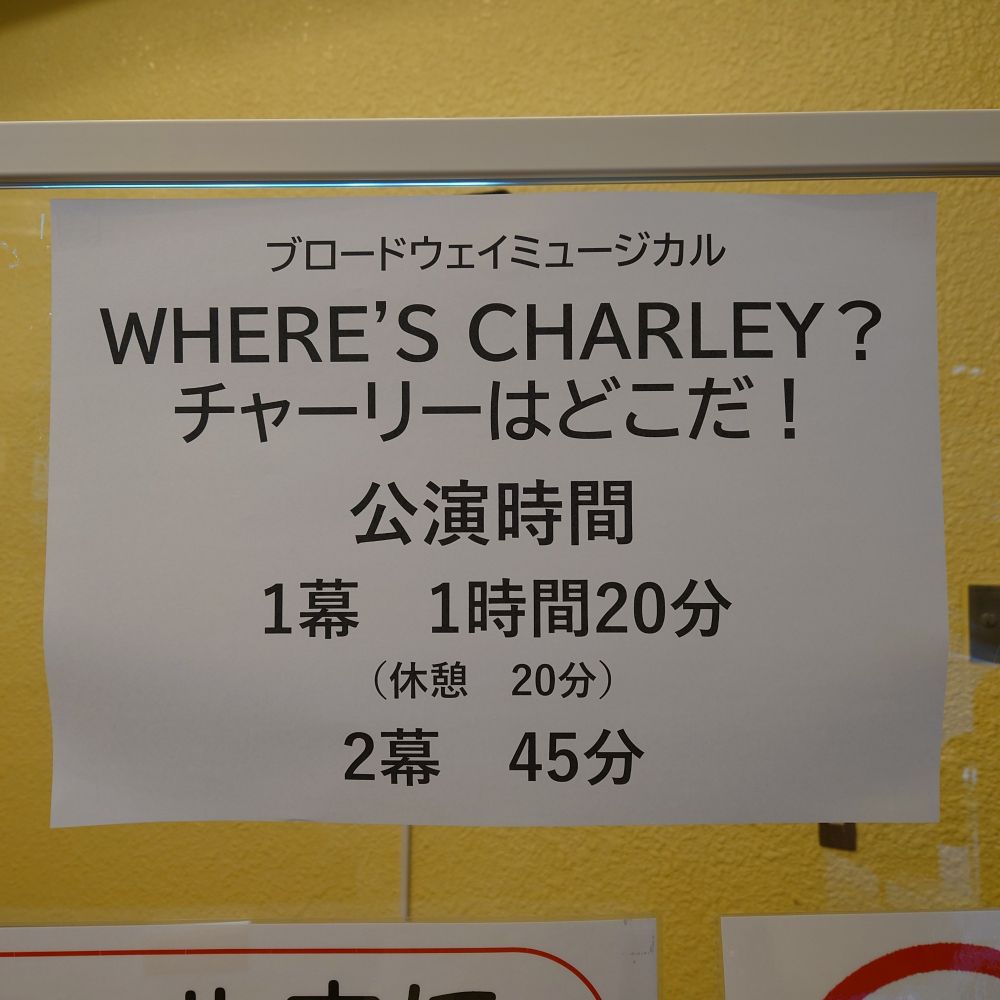 ブロードウェイミュージカル
WHERE'S CHARLEY?
チャーリーはどこだ!
公演時間
1幕　1時間20分
(休憩　20分)
2幕　45分